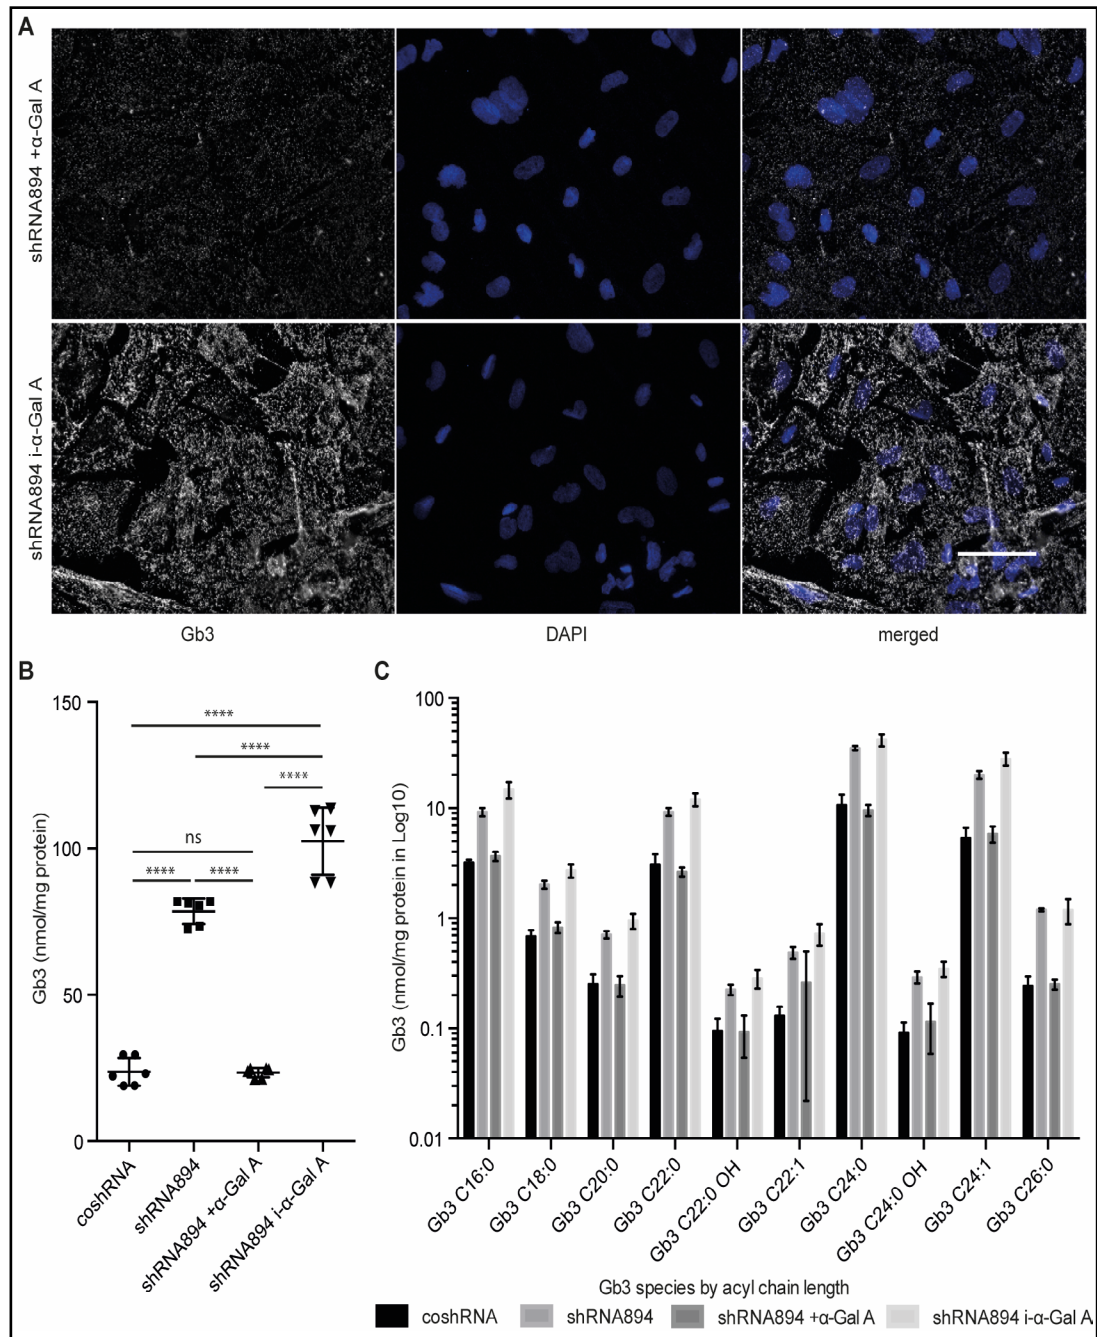 A
shRNA894 +α-Gal A
shRNA894 i-α-Gal A
Gb3
DAPI
merged
B
Gb3 (nmol/mg protein)
150
100
50
0
****
****
****
ns
****
****
coshRNA
shRNA894
shRNA894 +α-Gal A
shRNA894 i-α-Gal A
C
Gb3 (nmol/mg protein in Log10)
100
10
1
0.1
0.01
Gb3 C16:0
Gb3 C18:0
Gb3 C20:0
Gb3 C22:0
Gb3 C22:0 OH
Gb3 C22:1
Gb3 C24:0
Gb3 C24:0 OH
Gb3 C24:1
Gb3 C26:0
Gb3 species by acyl chain length
coshRNA
shRNA894
shRNA894 +α-Gal A
shRNA894 i-α-Gal A